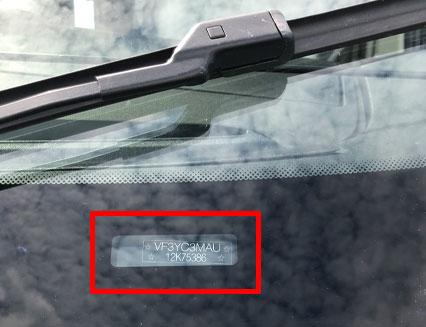 ☆ VF3YC3MAU ☆
☆ 12K75386 ☆